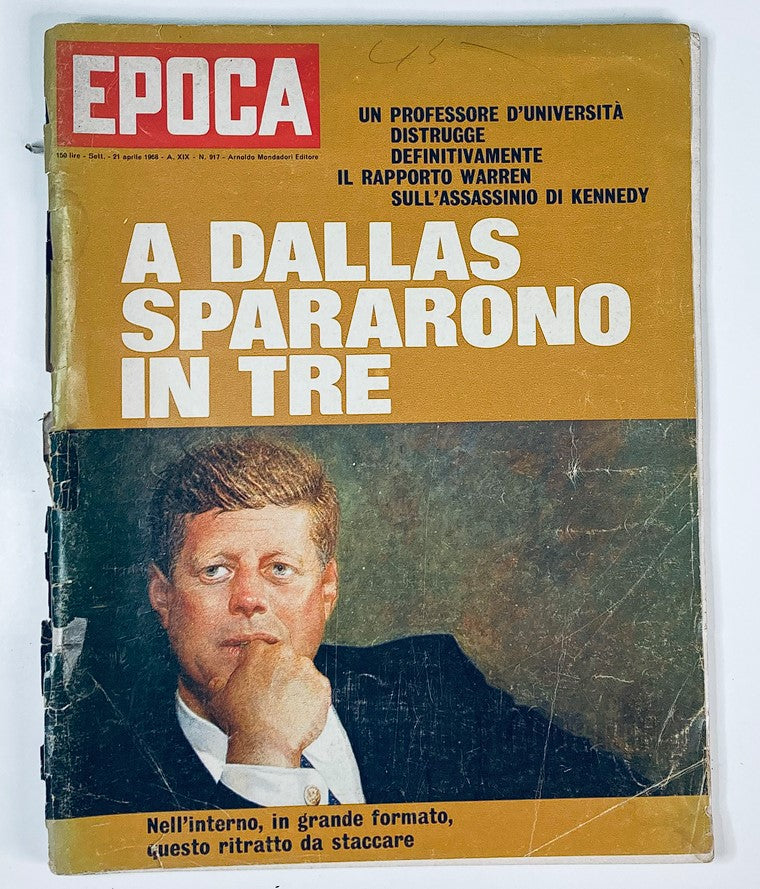 EPOCA
150 lire - Sett. - 21 aprile 1968 - A. XIX - N. 917 - Arnoldo Mondadori Editore
UN PROFESSORE D'UNIVERSITÀ
DISTRUGGE
DEFINITIVAMENTE
IL RAPPORTO WARREN
SULL'ASSASSINIO DI KENNEDY
A DALLAS
SPARARONO
IN TRE
Nell'interno, in grande formato,
questo ritratto da staccare